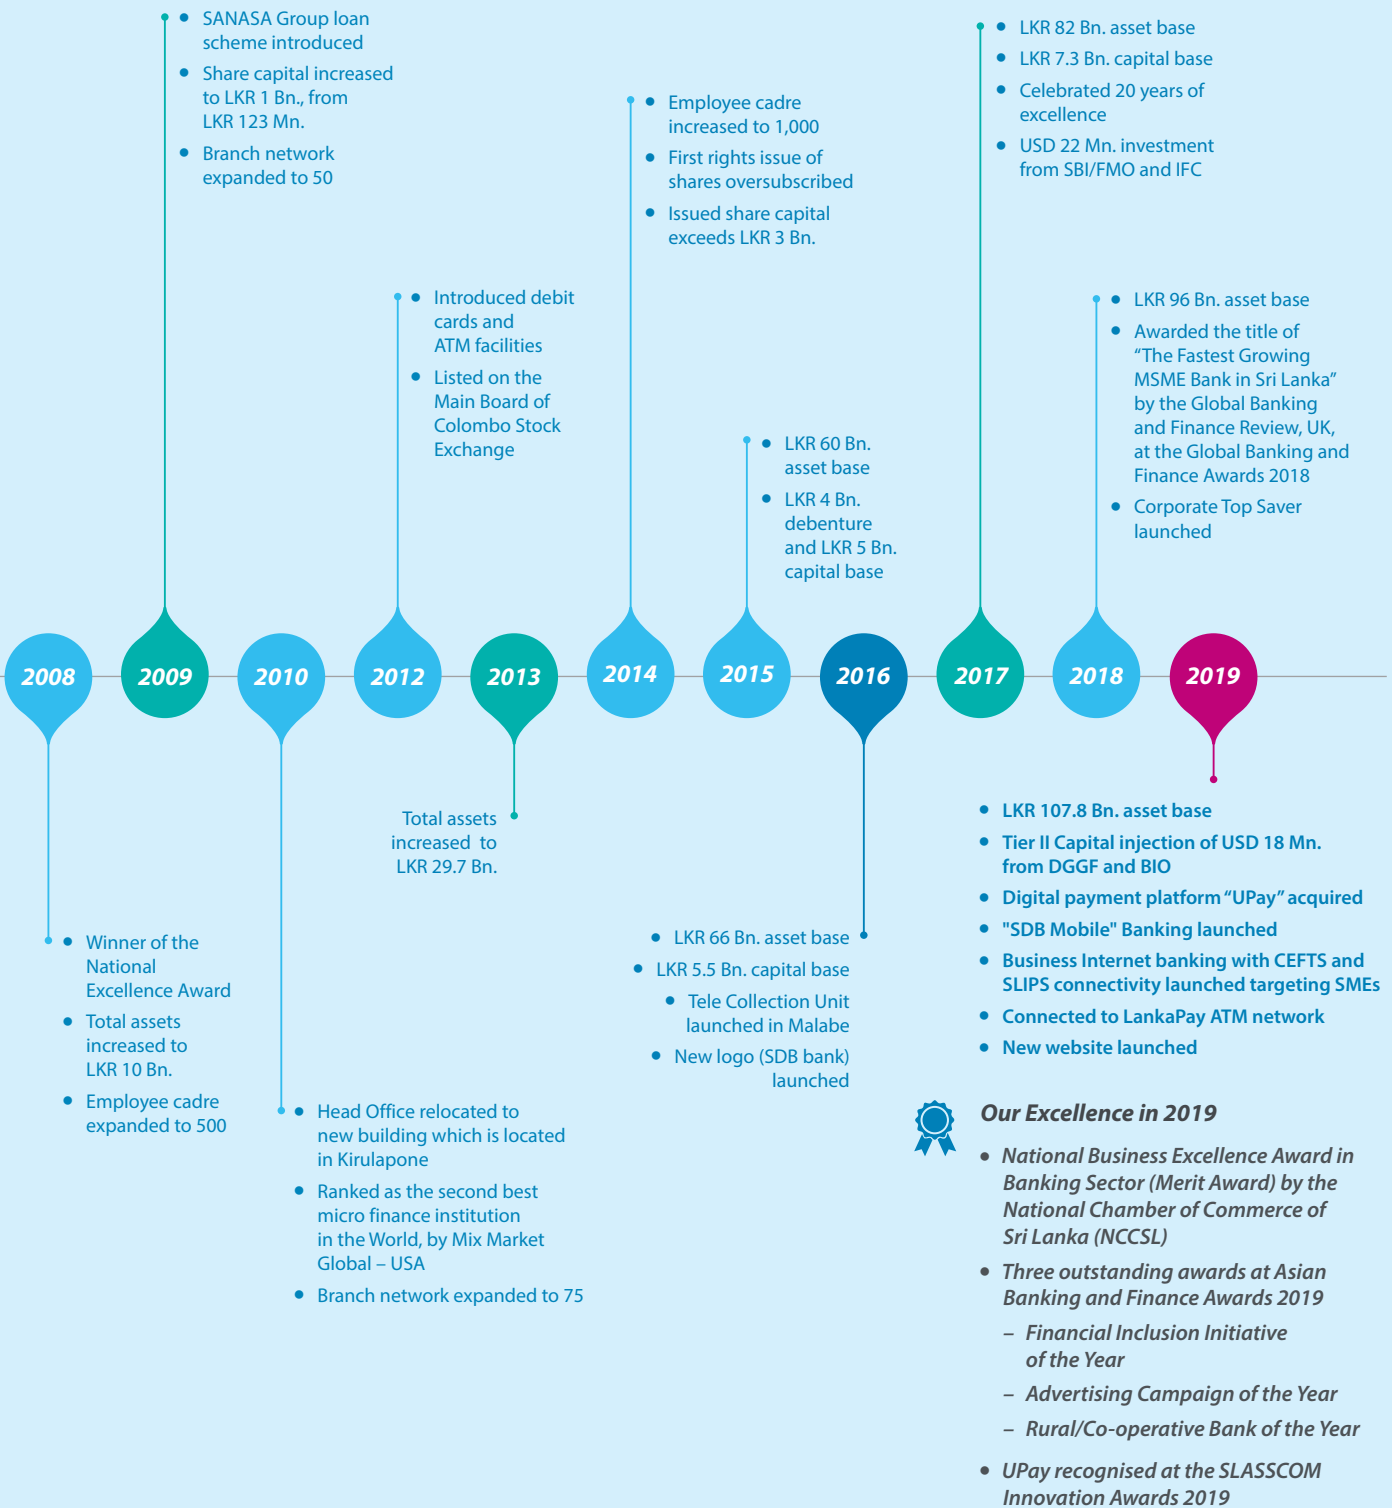 SANASA Group loan
scheme introduced
Share capital increased
to LKR 1 Bn., from
LKR 123 Mn.
Branch network
expanded to 50
Introduced debit
cards and
ATM facilities
Listed on the
Main Board of
Colombo Stock
Exchange
Employee cadre
increased to 1,000
First rights issue of
shares oversubscribed
Issued share capital
exceeds LKR 3 Bn.
LKR 60 Bn.
asset base
LKR 4 Bn.
debenture
and LKR 5 Bn.
capital base
LKR 82 Bn. asset base
LKR 7.3 Bn. capital base
Celebrated 20 years of
excellence
USD 22 Mn. investment
from SBI/FMO and IFC
LKR 96 Bn. asset base
Awarded the title of
“The Fastest Growing
MSME Bank in Sri Lanka”
by the Global Banking
and Finance Review, UK,
at the Global Banking and
Finance Awards 2018
Corporate Top Saver
launched
2008
2009
2010
2012
2013
2014
2015
2016
2017
2018
2019
Winner of the
National
Excellence Award
Total assets
increased to
LKR 10 Bn.
Employee cadre
expanded to 500
Head Office relocated to
new building which is located
in Kirulapone
Ranked as the second best
micro finance institution
in the World, by Mix Market
Global – USA
Branch network expanded to 75
Total assets
increased to
LKR 29.7 Bn.
LKR 66 Bn. asset base
LKR 5.5 Bn. capital base
Tele Collection Unit
launched in Malabe
New logo (SDB bank)
launched
LKR 107.8 Bn. asset base
Tier II Capital injection of USD 18 Mn.
from DGGF and BIO
Digital payment platform “UPay” acquired
"SDB Mobile" Banking launched
Business Internet banking with CEFTS and
SLIPS connectivity launched targeting SMEs
Connected to LankaPay ATM network
New website launched
Our Excellence in 2019
National Business Excellence Award in
Banking Sector (Merit Award) by the
National Chamber of Commerce of
Sri Lanka (NCCSL)
Three outstanding awards at Asian
Banking and Finance Awards 2019
– Financial Inclusion Initiative
of the Year
– Advertising Campaign of the Year
– Rural/Co-operative Bank of the Year
UPay recognised at the SLASSCOM
Innovation Awards 2019